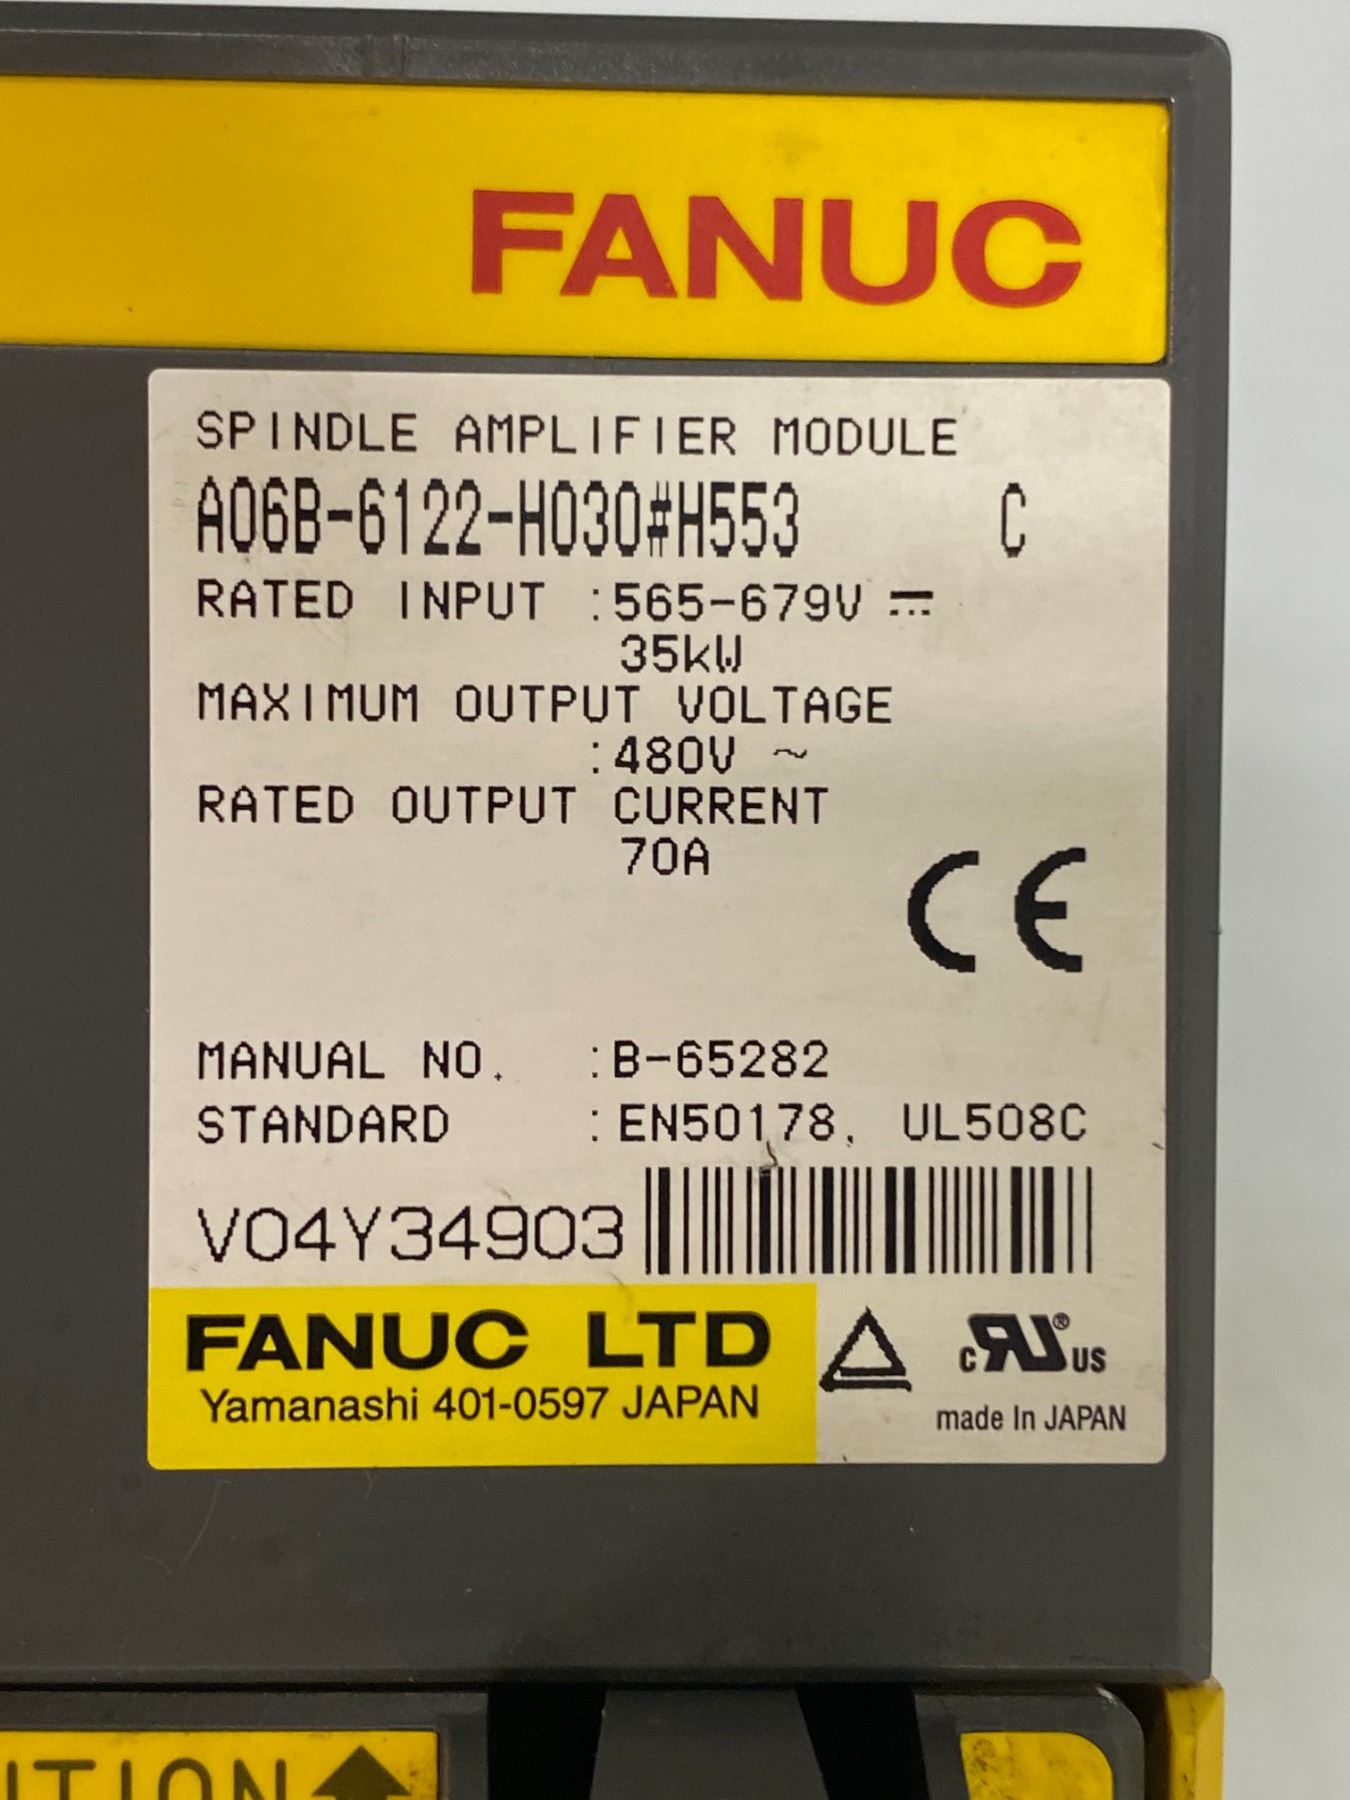 FANUC
SPINDLE AMPLIFIER MODULE
A06B-6122-H030#H553 C
RATED INPUT :565-679V ⎓
35kW
MAXIMUM OUTPUT VOLTAGE
:480V ~
RATED OUTPUT CURRENT
70A
CE
MANUAL NO. :B-65282
STANDARD :EN50178, UL508C
V04Y34903
FANUC LTD
Yamanashi 401-0597 JAPAN
c RU ® US
made In JAPAN